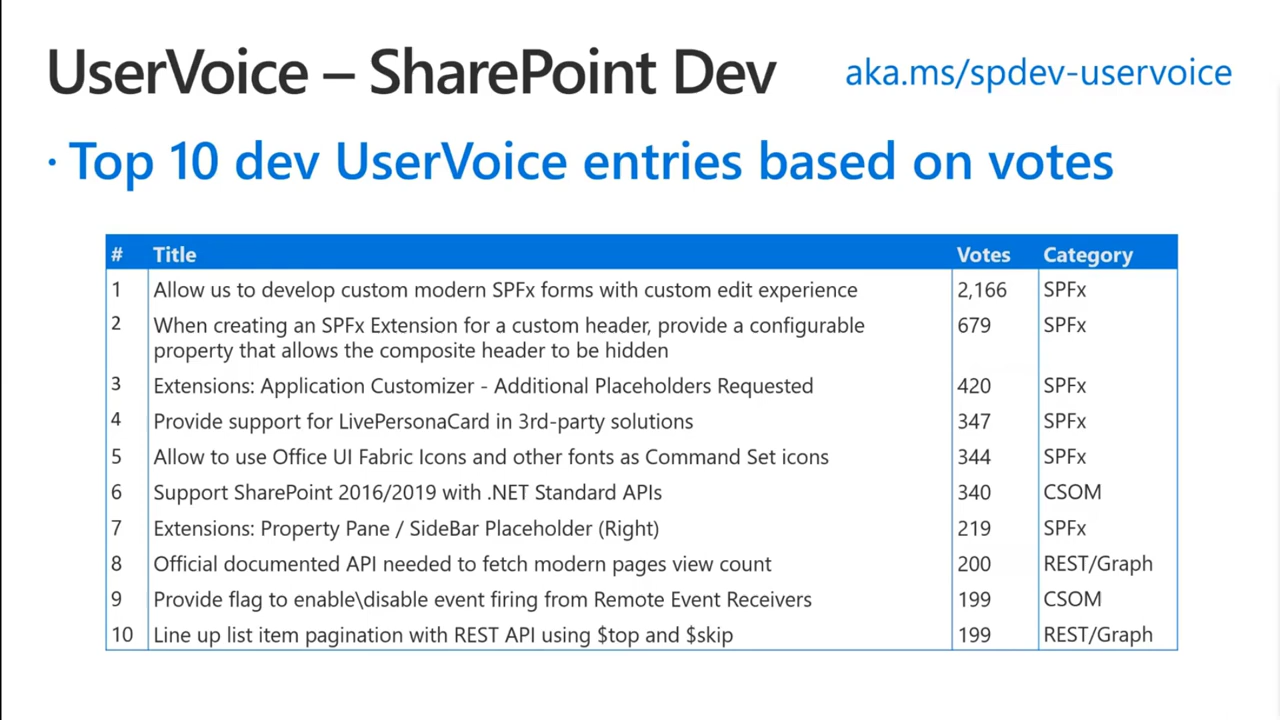 UserVoice – SharePoint Dev
aka.ms/spdev-uservoice
· Top 10 dev UserVoice entries based on votes
# Title Votes Category
1 Allow us to develop custom modern SPFx forms with custom edit experience 2,166 SPFx
2 When creating an SPFx Extension for a custom header, provide a configurable 679 SPFx
property that allows the composite header to be hidden
3 Extensions: Application Customizer - Additional Placeholders Requested 420 SPFx
4 Provide support for LivePersonaCard in 3rd-party solutions 347 SPFx
5 Allow to use Office UI Fabric Icons and other fonts as Command Set icons 344 SPFx
6 Support SharePoint 2016/2019 with .NET Standard APIs 340 CSOM
7 Extensions: Property Pane / SideBar Placeholder (Right) 219 SPFx
8 Official documented API needed to fetch modern pages view count 200 REST/Graph
9 Provide flag to enable\disable event firing from Remote Event Receivers 199 CSOM
10 Line up list item pagination with REST API using $top and $skip 199 REST/Graph